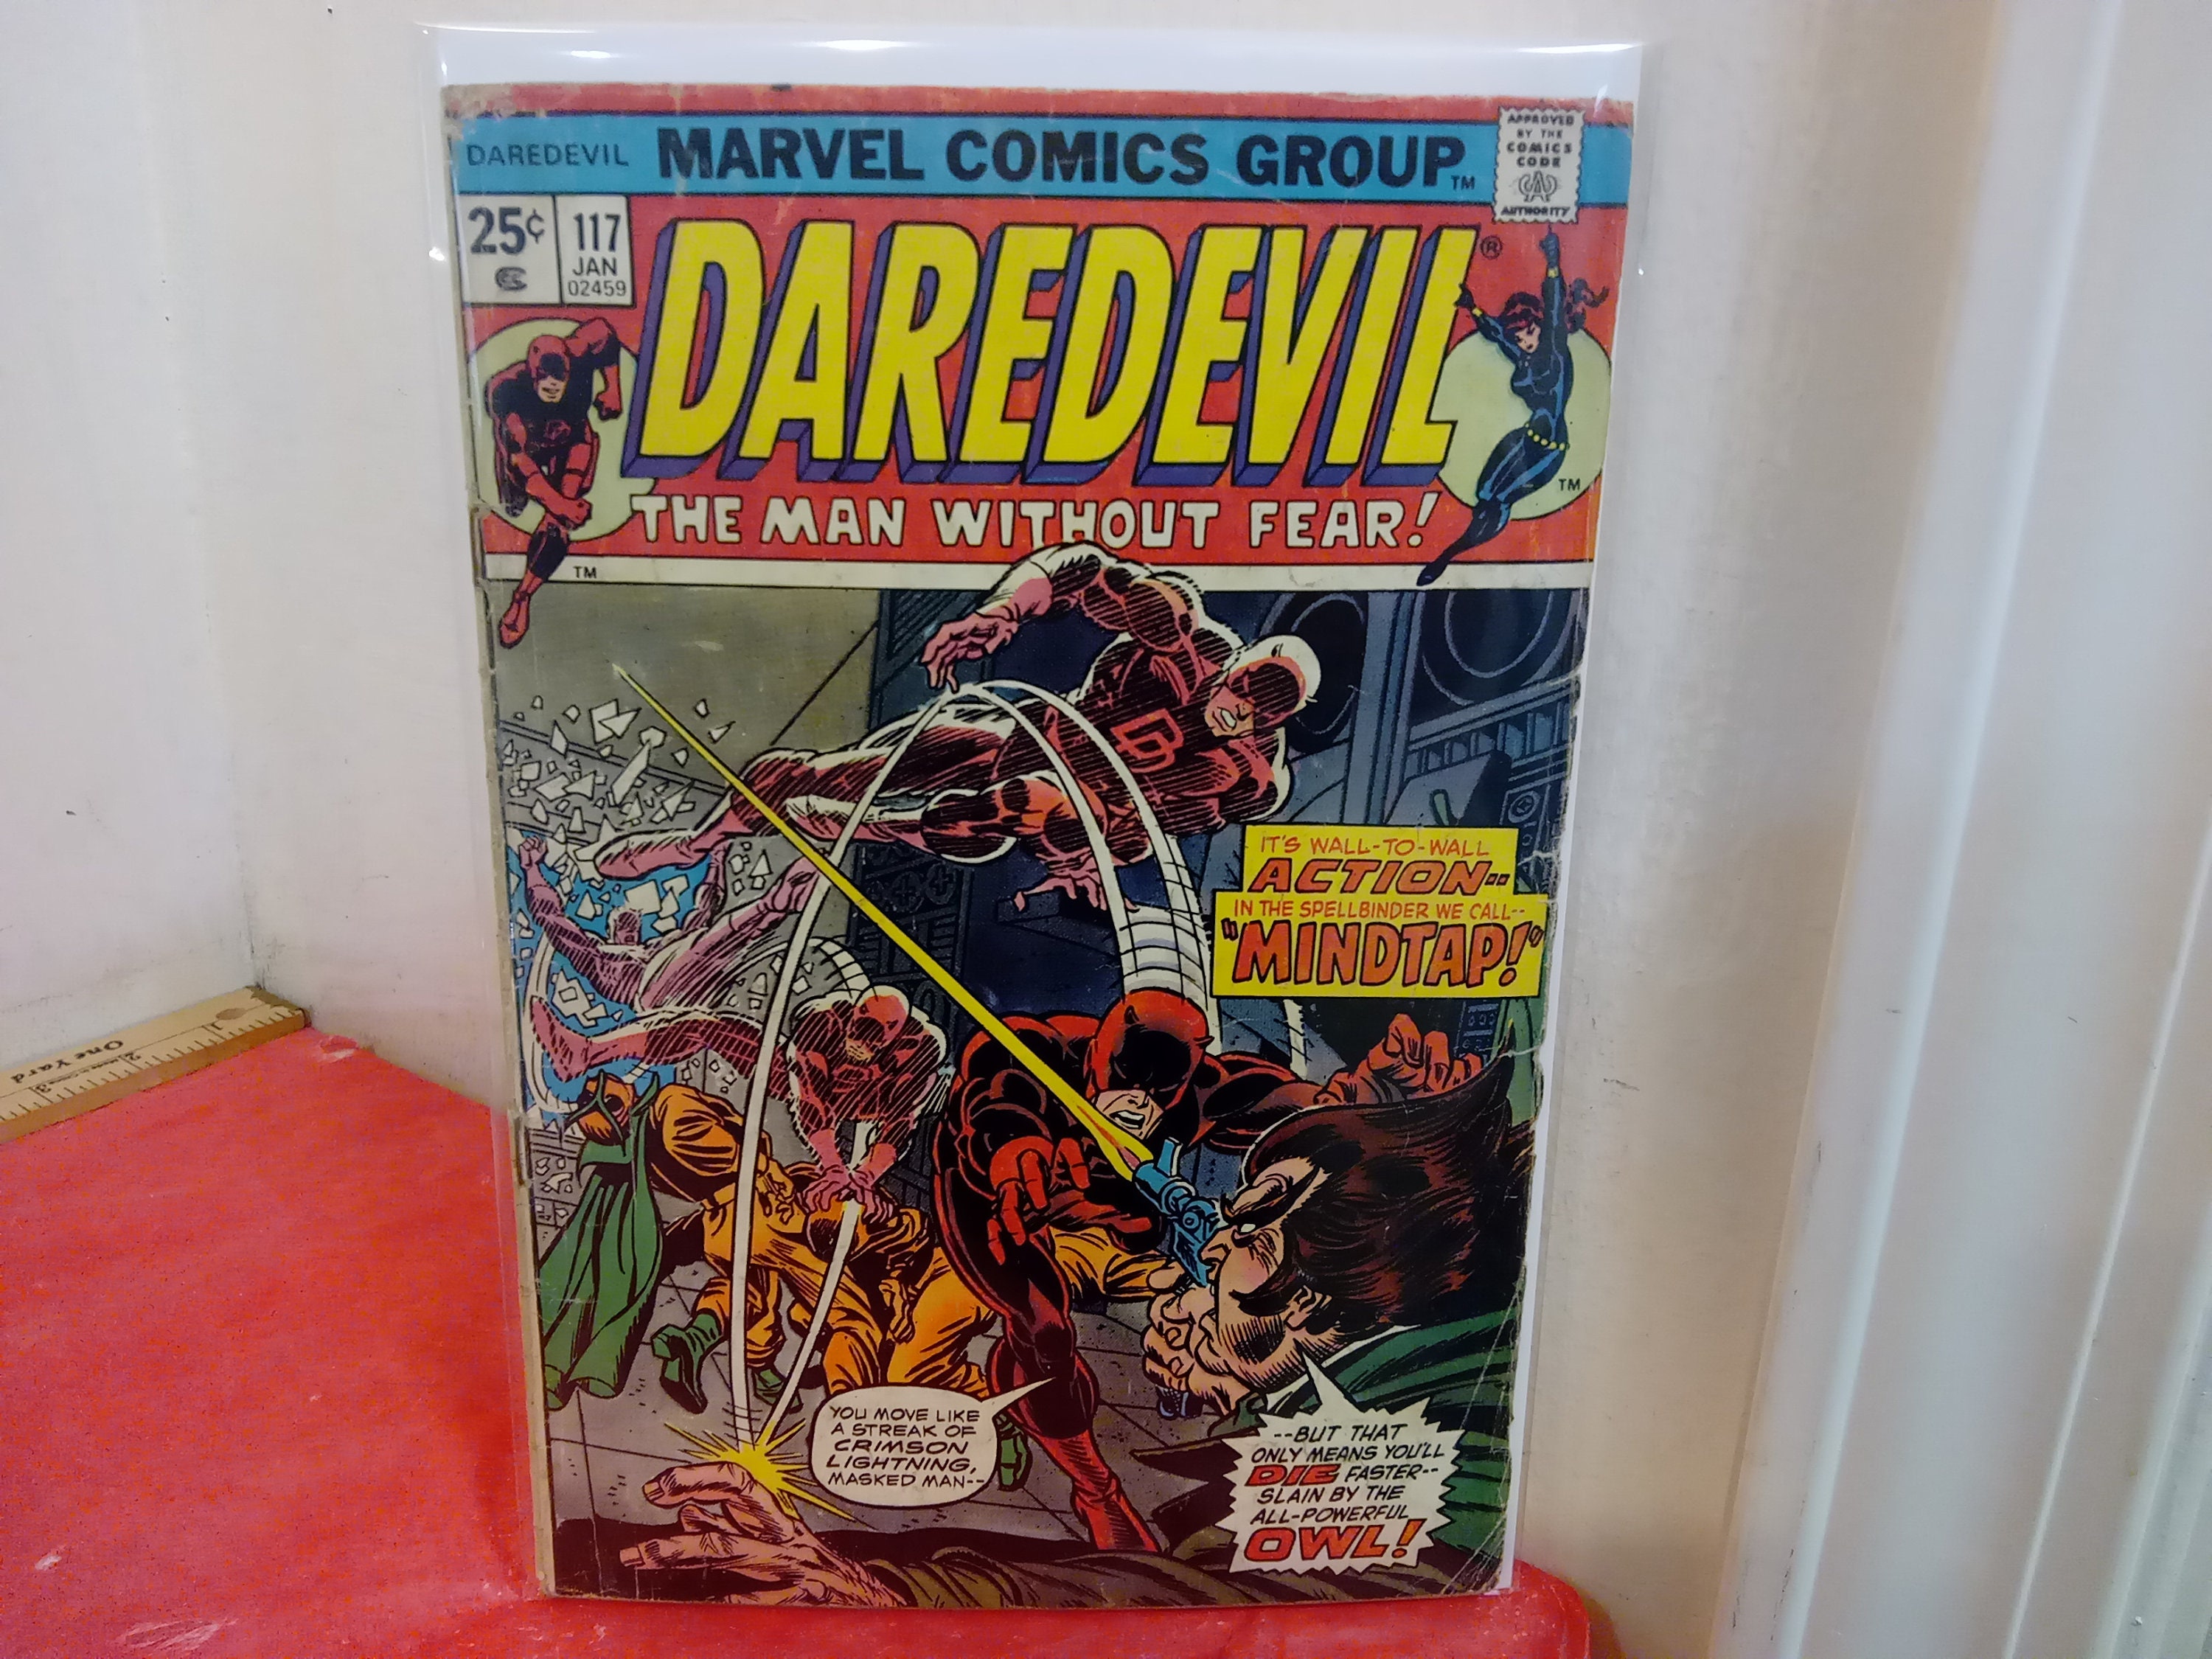 DAREDEVIL MARVEL COMICS GROUP TM
APPROVED
BY THE
COMICS
CODE
CA
AUTHORITY
25¢
CC
117
JAN
02459
DAREDEVIL ®
THE MAN WITHOUT FEAR!
TM
TM
DD
IT'S WALL-TO-WALL
ACTION--
IN THE SPELLBINDER WE CALL--
"MINDTAP!"
YOU MOVE LIKE
A STREAK OF
CRIMSON
LIGHTNING,
MASKED MAN--
--BUT THAT
ONLY MEANS YOU'LL
DIE FASTER--
SLAIN BY THE
ALL-POWERFUL
OWL!
One Yard